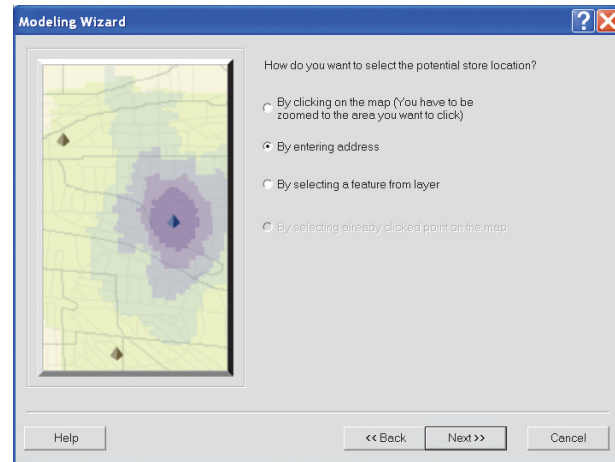 Modeling Wizard
How do you want to select the potential store location?
By clicking on the map (You have to be
zoomed to the area you want to click)
By entering address
By selecting a feature from layer
By selecting already clicked point on the map.
Help
<< Back
Next >>
Cancel